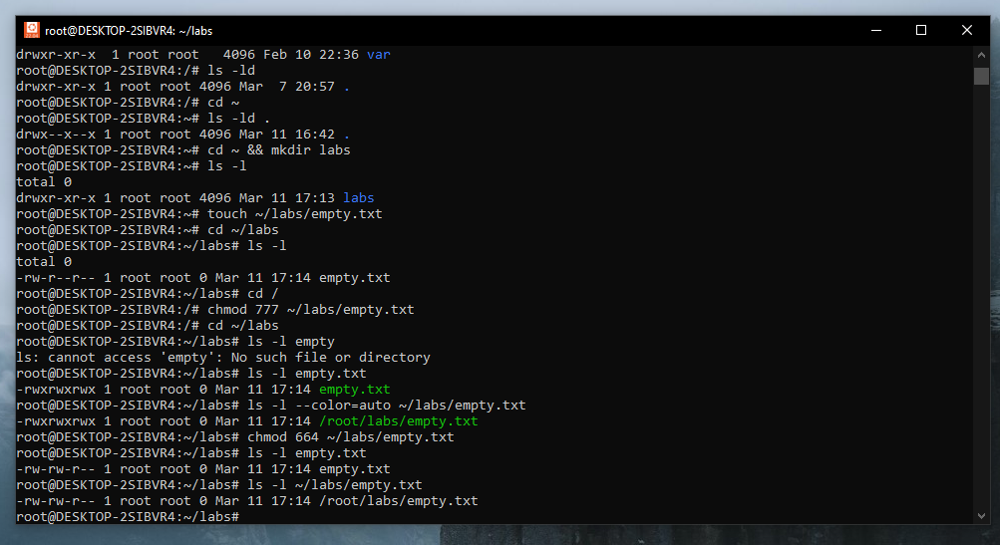 root@DESKTOP-2SIBVR4: ~/labs
drwxr-xr-x  1 root root   4096 Feb 10 22:36 var
root@DESKTOP-2SIBVR4:/# ls -ld
drwxr-xr-x 1 root root 4096 Mar  7 20:57 .
root@DESKTOP-2SIBVR4:/# cd ~
root@DESKTOP-2SIBVR4:~# ls -ld .
drwx--x--x 1 root root 4096 Mar 11 16:42 .
root@DESKTOP-2SIBVR4:~# cd ~ && mkdir labs
root@DESKTOP-2SIBVR4:~# ls -l
total 0
drwxr-xr-x 1 root root 4096 Mar 11 17:13 labs
root@DESKTOP-2SIBVR4:~# touch ~/labs/empty.txt
root@DESKTOP-2SIBVR4:~# cd ~/labs
root@DESKTOP-2SIBVR4:~/labs# ls -l
total 0
-rw-r--r-- 1 root root 0 Mar 11 17:14 empty.txt
root@DESKTOP-2SIBVR4:~/labs# cd /
root@DESKTOP-2SIBVR4:/# chmod 777 ~/labs/empty.txt
root@DESKTOP-2SIBVR4:/# cd ~/labs
root@DESKTOP-2SIBVR4:~/labs# ls -l empty
ls: cannot access 'empty': No such file or directory
root@DESKTOP-2SIBVR4:~/labs# ls -l empty.txt
-rwxrwxrwx 1 root root 0 Mar 11 17:14 empty.txt
root@DESKTOP-2SIBVR4:~/labs# ls -l --color=auto ~/labs/empty.txt
-rwxrwxrwx 1 root root 0 Mar 11 17:14 /root/labs/empty.txt
root@DESKTOP-2SIBVR4:~/labs# chmod 664 ~/labs/empty.txt
root@DESKTOP-2SIBVR4:~/labs# ls -l empty.txt
-rw-rw-r-- 1 root root 0 Mar 11 17:14 empty.txt
root@DESKTOP-2SIBVR4:~/labs# ls -l ~/labs/empty.txt
-rw-rw-r-- 1 root root 0 Mar 11 17:14 /root/labs/empty.txt
root@DESKTOP-2SIBVR4:~/labs#